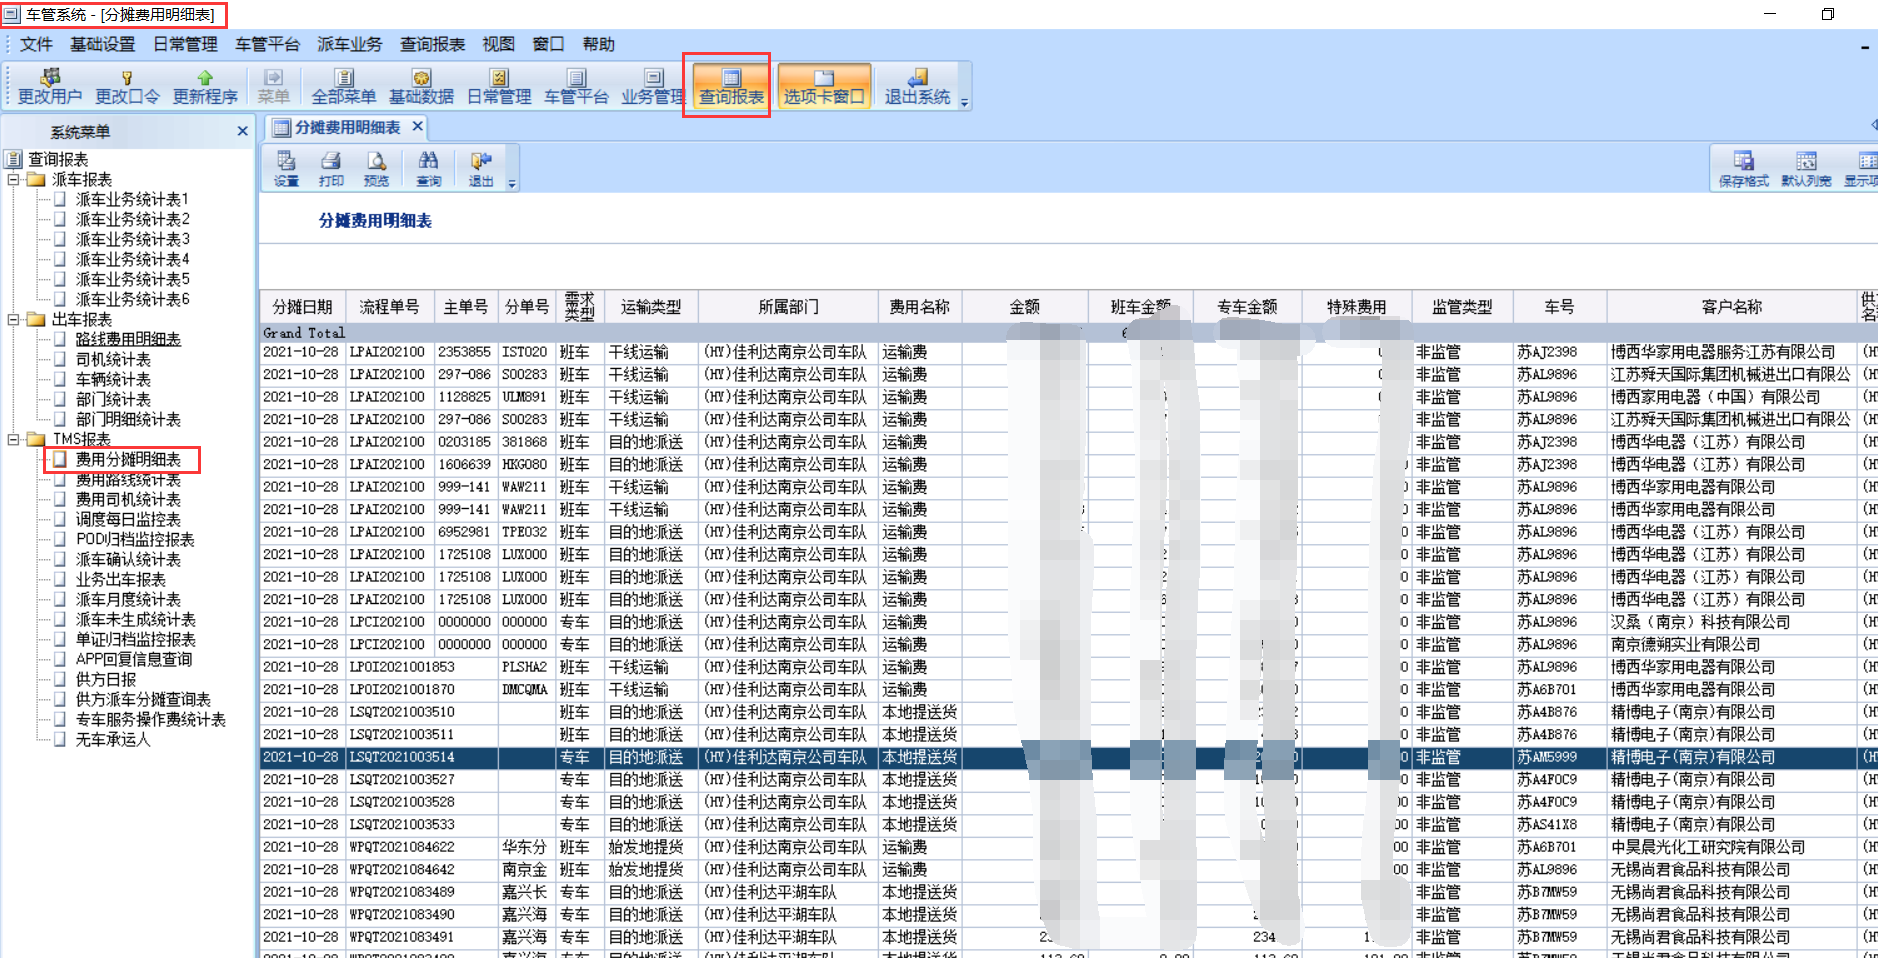 车管系统 - [分摊费用明细表]
文件 基础设置 日常管理 车管平台 派车业务 查询报表 视图 窗口 帮助
更改用户 更改口令 更新程序 菜单 全部菜单 基础数据 日常管理 车管平台 业务管理 查询报表 选项卡窗口 退出系统
系统菜单
查询报表
派车报表
派车业务统计表1
派车业务统计表2
派车业务统计表3
派车业务统计表4
派车业务统计表5
派车业务统计表6
出车报表
路线费用明细表
司机统计表
车辆统计表
部门统计表
部门明细统计表
TMS报表
费用分摊明细表
费用路线统计表
费用司机统计表
调度每日监控表
POD归档监控报表
派车确认统计表
业务出车报表
派车月度统计表
派车未生成统计表
单证归档监控报表
APP回复信息查询
供方日报
供方派车分摊查询表
专车服务操作费统计表
无车承运人
分摊费用明细表
设置 打印 预览 查询 退出 保存格式 默认列宽 显示项
分摊费用明细表
分摊日期 流程单号 主单号 分单号 需求类型 运输类型 所属部门 费用名称 金额 班车金额 专车金额 特殊费用 监管类型 车号 客户名称
Grand Total
2021-10-28 LPAI202100 2353855 IST020 班车 干线运输 (HY)佳利达南京公司车队 运输费 非监管 苏AJ2398 博西华家用电器服务江苏有限公司 (H
2021-10-28 LPAI202100 297-086 S00283 班车 干线运输 (HY)佳利达南京公司车队 运输费 非监管 苏AL9896 江苏舜天国际集团机械进出口有限公 (H
2021-10-28 LPAI202100 1128825 ULM891 班车 干线运输 (HY)佳利达南京公司车队 运输费 非监管 苏AL9896 博西家用电器（中国）有限公司 (H
2021-10-28 LPAI202100 297-086 S00283 班车 干线运输 (HY)佳利达南京公司车队 运输费 非监管 苏AL9896 江苏舜天国际集团机械进出口有限公 (H
2021-10-28 LPAI202100 0203185 381868 班车 目的地派送 (HY)佳利达南京公司车队 运输费 非监管 苏AJ2398 博西华电器（江苏）有限公司 (H
2021-10-28 LPAI202100 1606639 HKG080 班车 目的地派送 (HY)佳利达南京公司车队 运输费 非监管 苏AJ2398 博西华电器（江苏）有限公司 (H
2021-10-28 LPAI202100 999-141 WAW211 班车 干线运输 (HY)佳利达南京公司车队 运输费 非监管 苏AL9896 博西华家用电器有限公司 (H
2021-10-28 LPAI202100 999-141 WAW211 班车 干线运输 (HY)佳利达南京公司车队 运输费 0 非监管 苏AL9896 博西华家用电器有限公司 (H
2021-10-28 LPAI202100 6952981 TPE032 班车 目的地派送 (HY)佳利达南京公司车队 运输费 0 非监管 苏AL9896 博西华电器（江苏）有限公司 (H
2021-10-28 LPAI202100 1725108 LUX000 班车 目的地派送 (HY)佳利达南京公司车队 运输费 0 非监管 苏AL9896 博西华电器（江苏）有限公司 (H
2021-10-28 LPAI202100 1725108 LUX000 班车 目的地派送 (HY)佳利达南京公司车队 运输费 00 非监管 苏AL9896 博西华电器（江苏）有限公司 (H
2021-10-28 LPAI202100 1725108 LUX000 班车 目的地派送 (HY)佳利达南京公司车队 运输费 00 非监管 苏AL9896 博西华电器（江苏）有限公司 (H
2021-10-28 LPCI202100 0000000 000000 专车 目的地派送 (HY)佳利达南京公司车队 运输费 00 非监管 苏AL9896 汉桑（南京）科技有限公司 (H
2021-10-28 LPCI202100 0000000 000000 专车 目的地派送 (HY)佳利达南京公司车队 运输费 00 非监管 苏AL9896 南京德朔实业有限公司 (H
2021-10-28 LPOI2021001853 PLSHA2 班车 干线运输 (HY)佳利达南京公司车队 运输费 00 非监管 苏AL9896 博西华家用电器有限公司 (H
2021-10-28 LPOI2021001870 DMCQMA 班车 干线运输 (HY)佳利达南京公司车队 运输费 00 非监管 苏A6B701 博西华家用电器有限公司 (H
2021-10-28 LSQT2021003510 班车 目的地派送 (HY)佳利达南京公司车队 本地提送货 00 非监管 苏A4B876 精博电子(南京)有限公司 (H
2021-10-28 LSQT2021003511 班车 目的地派送 (HY)佳利达南京公司车队 本地提送货 00 非监管 苏A4B876 精博电子(南京)有限公司 (H
2021-10-28 LSQT2021003514 专车 目的地派送 (HY)佳利达南京公司车队 本地提送货 00 非监管 苏AM5999 精博电子(南京)有限公司 (H
2021-10-28 LSQT2021003527 专车 目的地派送 (HY)佳利达南京公司车队 本地提送货 00 非监管 苏A4F0C9 精博电子(南京)有限公司 (H
2021-10-28 LSQT2021003528 专车 目的地派送 (HY)佳利达南京公司车队 本地提送货 00 非监管 苏A4F0C9 精博电子(南京)有限公司 (H
2021-10-28 LSQT2021003533 专车 目的地派送 (HY)佳利达南京公司车队 本地提送货 00 非监管 苏AS41X8 精博电子(南京)有限公司 (H
2021-10-28 WPQT2021084622 华东分 班车 始发地提货 (HY)佳利达南京公司车队 运输费 00 非监管 苏A6B701 中昊晨光化工研究院有限公司 (H
2021-10-28 WPQT2021084642 南京金 班车 始发地提货 (HY)佳利达南京公司车队 运输费 00 非监管 苏AL9896 无锡尚君食品科技有限公司 (H
2021-10-28 WPQT2021083489 嘉兴长 专车 目的地派送 (HY)佳利达平湖车队 本地提送货 非监管 苏B7MW59 无锡尚君食品科技有限公司 (H
2021-10-28 WPQT2021083490 嘉兴海 专车 目的地派送 (HY)佳利达平湖车队 本地提送货 非监管 苏B7MW59 无锡尚君食品科技有限公司 (H
2021-10-28 WPQT2021083491 嘉兴海 专车 目的地派送 (HY)佳利达平湖车队 本地提送货 234 非监管 苏B7MW59 无锡尚君食品科技有限公司 (H